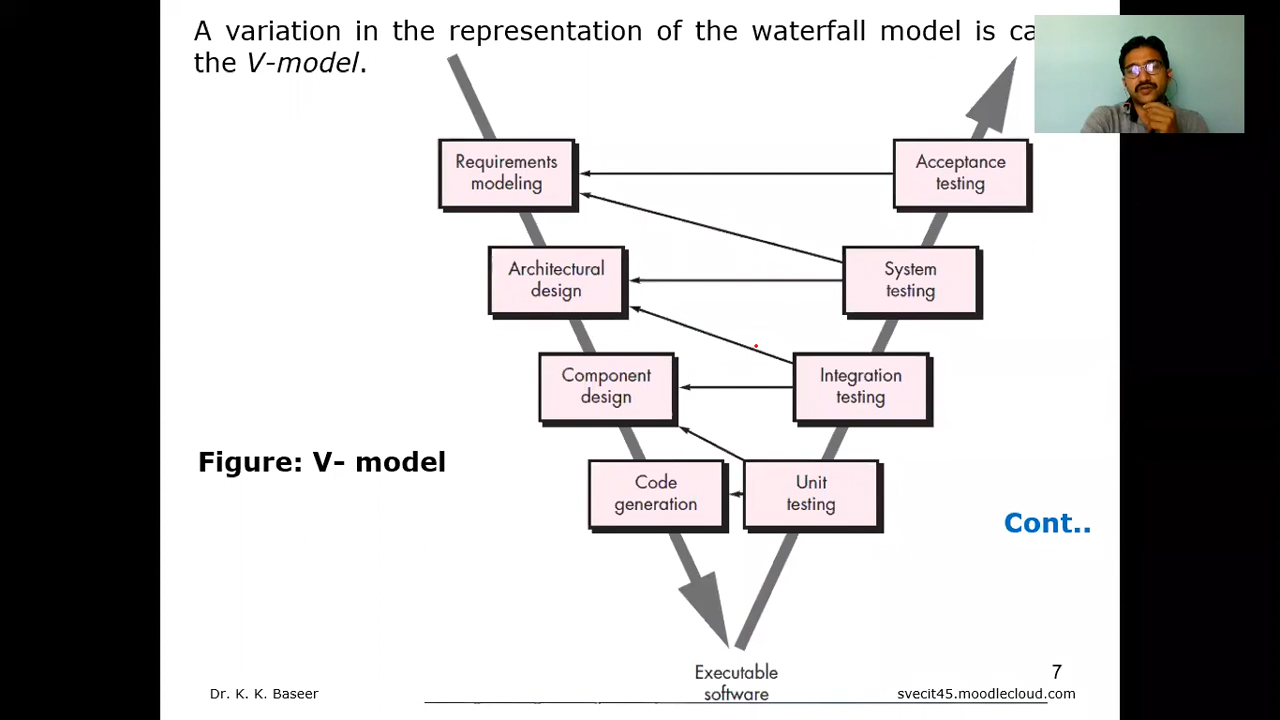 A variation in the representation of the waterfall model is
the V-model.
Requirements
modeling
Acceptance
testing
Architectural
design
System
testing
Component
design
Integration
testing
Figure: V- model
Code
generation
Unit
testing
Cont..
Executable
software
7
Dr. K. K. Baseer
svecit45.moodlecloud.com